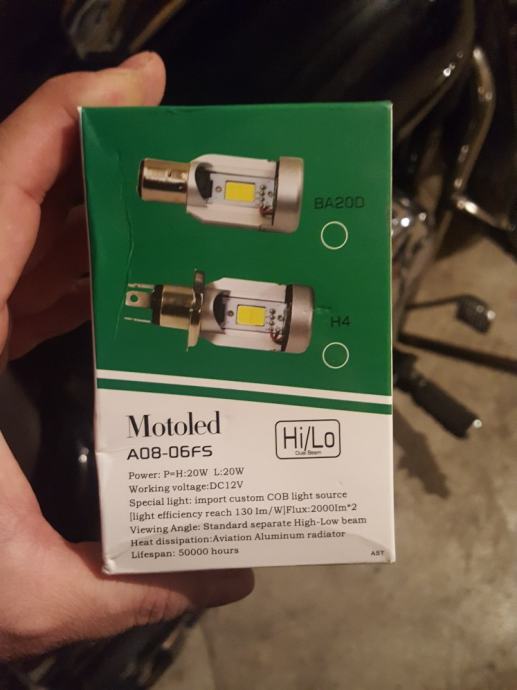 BA20D
H4
Motoled
Hi/Lo
Dual Beam
A08-06FS
Power: P=H:20W L:20W
Working voltage:DC12V
Special light: import custom COB light source
[light efficiency reach 130 lm/W]Flux:2000lm*2
Viewing Angle: Standard separate High-Low beam
Heat dissipation:Aviation Aluminum radiator
Lifespan: 50000 hours
AST